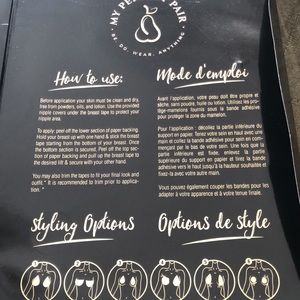 MY PE PAIR
BE. DO. WEAR. ANYTHING.
How to use:
Before application your skin must be clean and dry,
free from powders, oils, and lotion. Use the provided
nipple covers under the breast tape to protect your
nipple area.
To apply: peel off the lower section of paper backing.
Hold your breast up with one hand & stick the breast
tape starting from the bottom of your breast. Once
the bottom section is secured, Peel off the top section
of paper backing and pull up the breast tape to
the desired lift & secure with your other hand.
You may also trim the tapes to fit your final look and
outfit. * It is recommended to trim prior to application.
Styling Options
Mode d'emploi
Avant l'application, votre peau doit être propre et
sèche, sans poudre, huile ou lotion. Utilisez les protège-mamelons
fournis sous la bande adhésive
pour protéger la zone du mamelon.
Pour l'application : décollez la partie inférieure du
support en papier. Tenez votre sein en haut avec une
main et collez la bande adhésive pour sein en commençant
par le bas de votre sein. Une fois que la partie
inférieure est fixée, enlevez la partie supérieure
du support en papier et tirez la bande
adhésive vers le haut jusqu'à la hauteur souhaitée et
fixez-la avec votre autre main.
Vous pouvez également couper les bandes pour les
adapter à votre apparence et à votre tenue finale.
Options de style